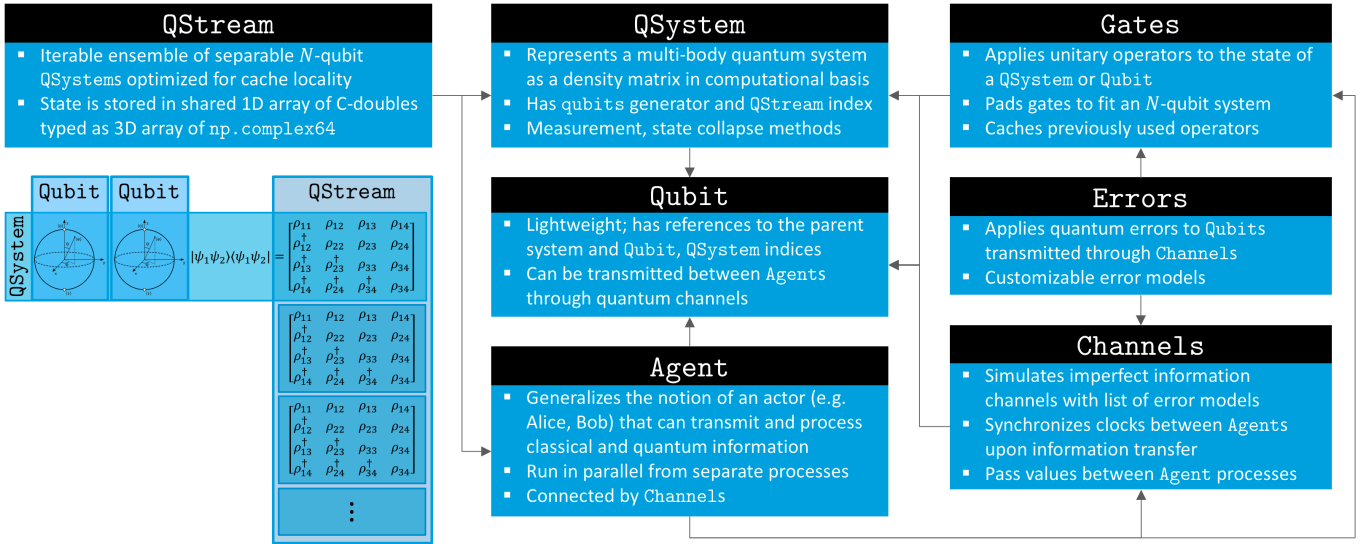 QStream
▪ Iterable ensemble of separable N-qubit
QSystems optimized for cache locality
▪ State is stored in shared 1D array of C-doubles
typed as 3D array of np.complex64
QSystem
▪ Represents a multi-body quantum system
as a density matrix in computational basis
▪ Has qubits generator and QStream index
▪ Measurement, state collapse methods
Gates
▪ Applies unitary operators to the state of
a QSystem or Qubit
▪ Pads gates to fit an N-qubit system
▪ Caches previously used operators
Qubit Qubit QStream
QSystem
|ψ₁ψ₂⟩⟨ψ₁ψ₂| =
ρ₁₁ ρ₁₂ ρ₁₃ ρ₁₄
ρ†₁₂ ρ₂₂ ρ₂₃ ρ₂₄
ρ†₁₃ ρ†₂₃ ρ₃₃ ρ₃₄
ρ†₁₄ ρ†₂₄ ρ†₃₄ ρ₃₄
ρ₁₁ ρ₁₂ ρ₁₃ ρ₁₄
ρ†₁₂ ρ₂₂ ρ₂₃ ρ₂₄
ρ†₁₃ ρ†₂₃ ρ₃₃ ρ₃₄
ρ†₁₄ ρ†₂₄ ρ†₃₄ ρ₃₄
ρ₁₁ ρ₁₂ ρ₁₃ ρ₁₄
ρ†₁₂ ρ₂₂ ρ₂₃ ρ₂₄
ρ†₁₃ ρ†₂₃ ρ₃₃ ρ₃₄
ρ†₁₄ ρ†₂₄ ρ†₃₄ ρ₃₄
⋮
Qubit
▪ Lightweight; has references to the parent
system and Qubit, QSystem indices
▪ Can be transmitted between Agents
through quantum channels
Errors
▪ Applies quantum errors to Qubits
transmitted through Channels
▪ Customizable error models
Agent
▪ Generalizes the notion of an actor (e.g.
Alice, Bob) that can transmit and process
classical and quantum information
▪ Run in parallel from separate processes
▪ Connected by Channels
Channels
▪ Simulates imperfect information
channels with list of error models
▪ Synchronizes clocks between Agents
upon information transfer
▪ Pass values between Agent processes